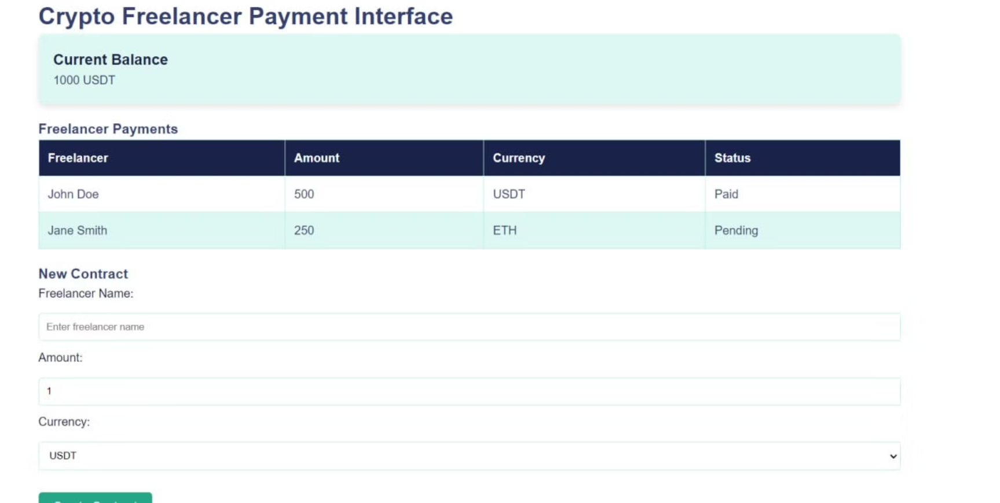 Crypto Freelancer Payment Interface
Current Balance
1000 USDT
Freelancer Payments
Freelancer Amount Currency Status
John Doe 500 USDT Paid
Jane Smith 250 ETH Pending
New Contract
Freelancer Name:
Enter freelancer name
Amount:
1
Currency:
USDT